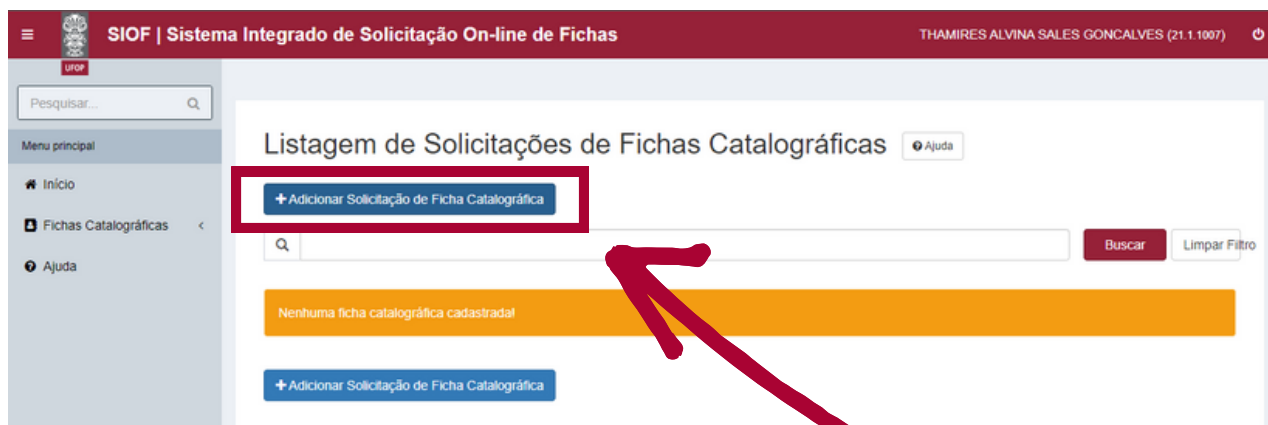 SIOF | Sistema Integrado de Solicitação On-line de Fichas
THAMIRES ALVINA SALES GONCALVES (21.1.1007)
UFOP
Pesquisar...
Menu principal
Início
Fichas Catalográficas <
Ajuda
Listagem de Solicitações de Fichas Catalográficas
Ajuda
+ Adicionar Solicitação de Ficha Catalográfica
Buscar
Limpar Filtro
Nenhuma ficha catalográfica cadastrada!
+ Adicionar Solicitação de Ficha Catalográfica